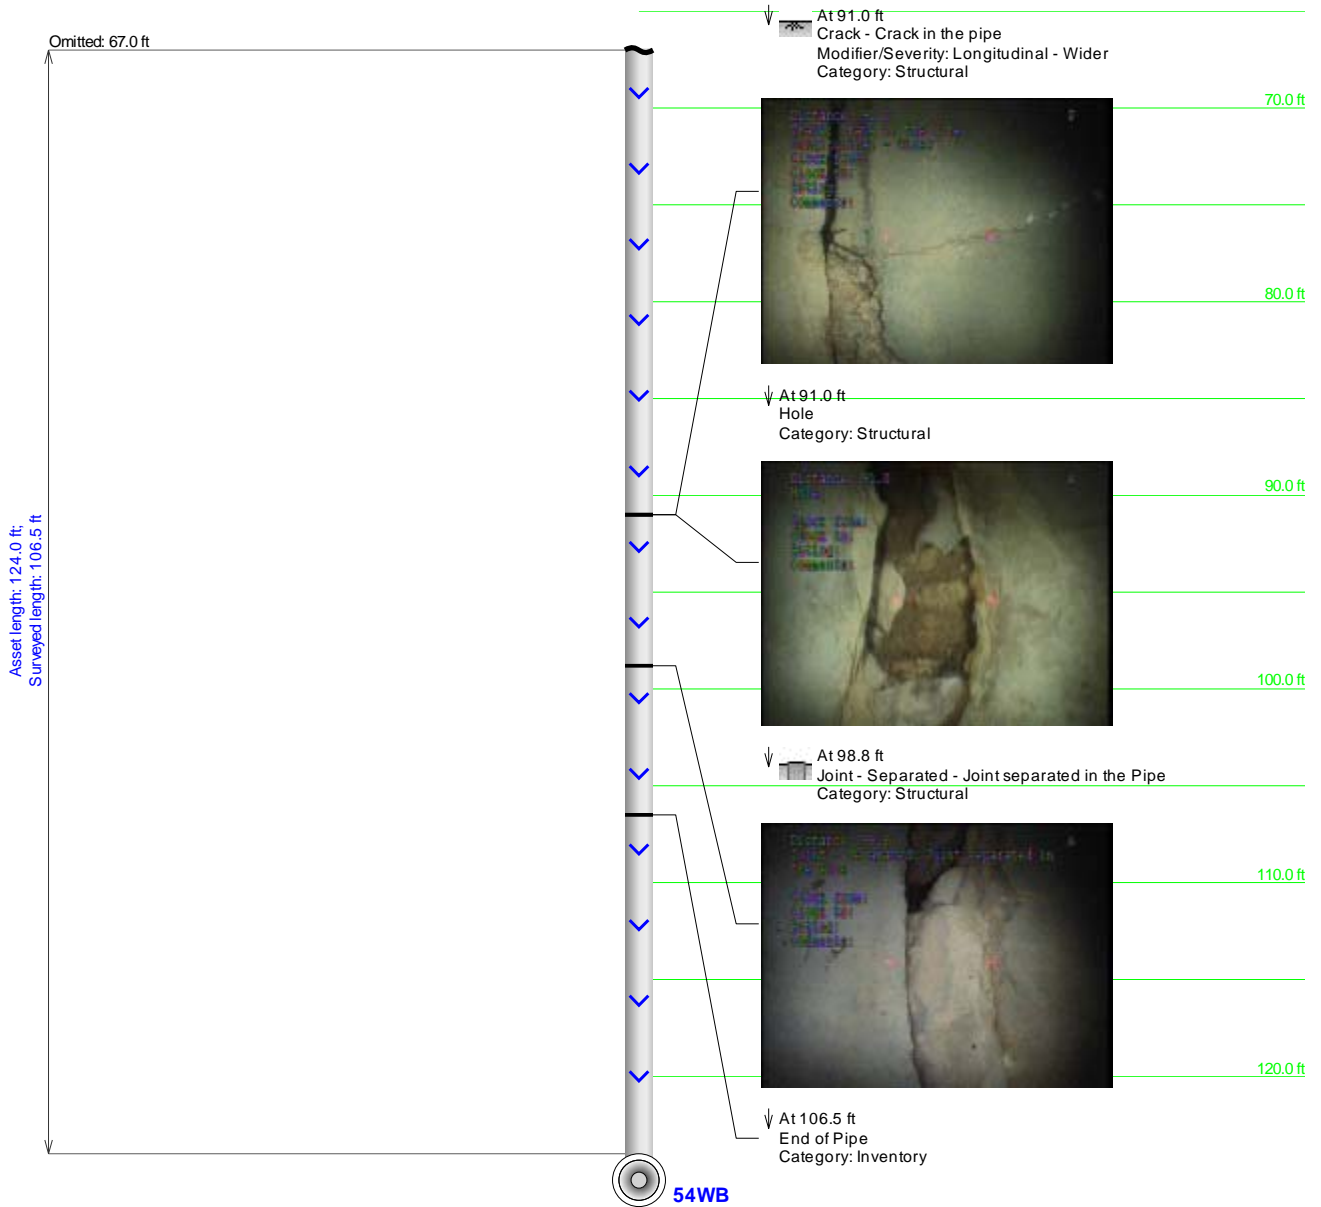 At 91.0 ft
Crack - Crack in the pipe
Modifier/Severity: Longitudinal - Wider
Category: Structural
Omitted: 67.0 ft
70.0 ft
80.0 ft
At 91.0 ft
Hole
Category: Structural
90.0 ft
Asset length: 124.0 ft;
Surveyed length: 106.5 ft
100.0 ft
At 98.8 ft
Joint - Separated - Joint separated in the Pipe
Category: Structural
110.0 ft
120.0 ft
At 106.5 ft
End of Pipe
Category: Inventory
54WB